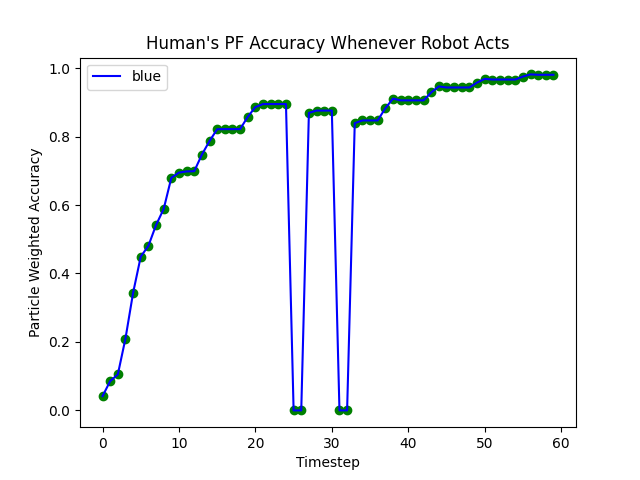 Human's PF Accuracy Whenever Robot Acts
blue
1.0
0.8
0.6
0.4
0.2
0.0
Particle Weighted Accuracy
0 10 20 30 40 50 60
Timestep